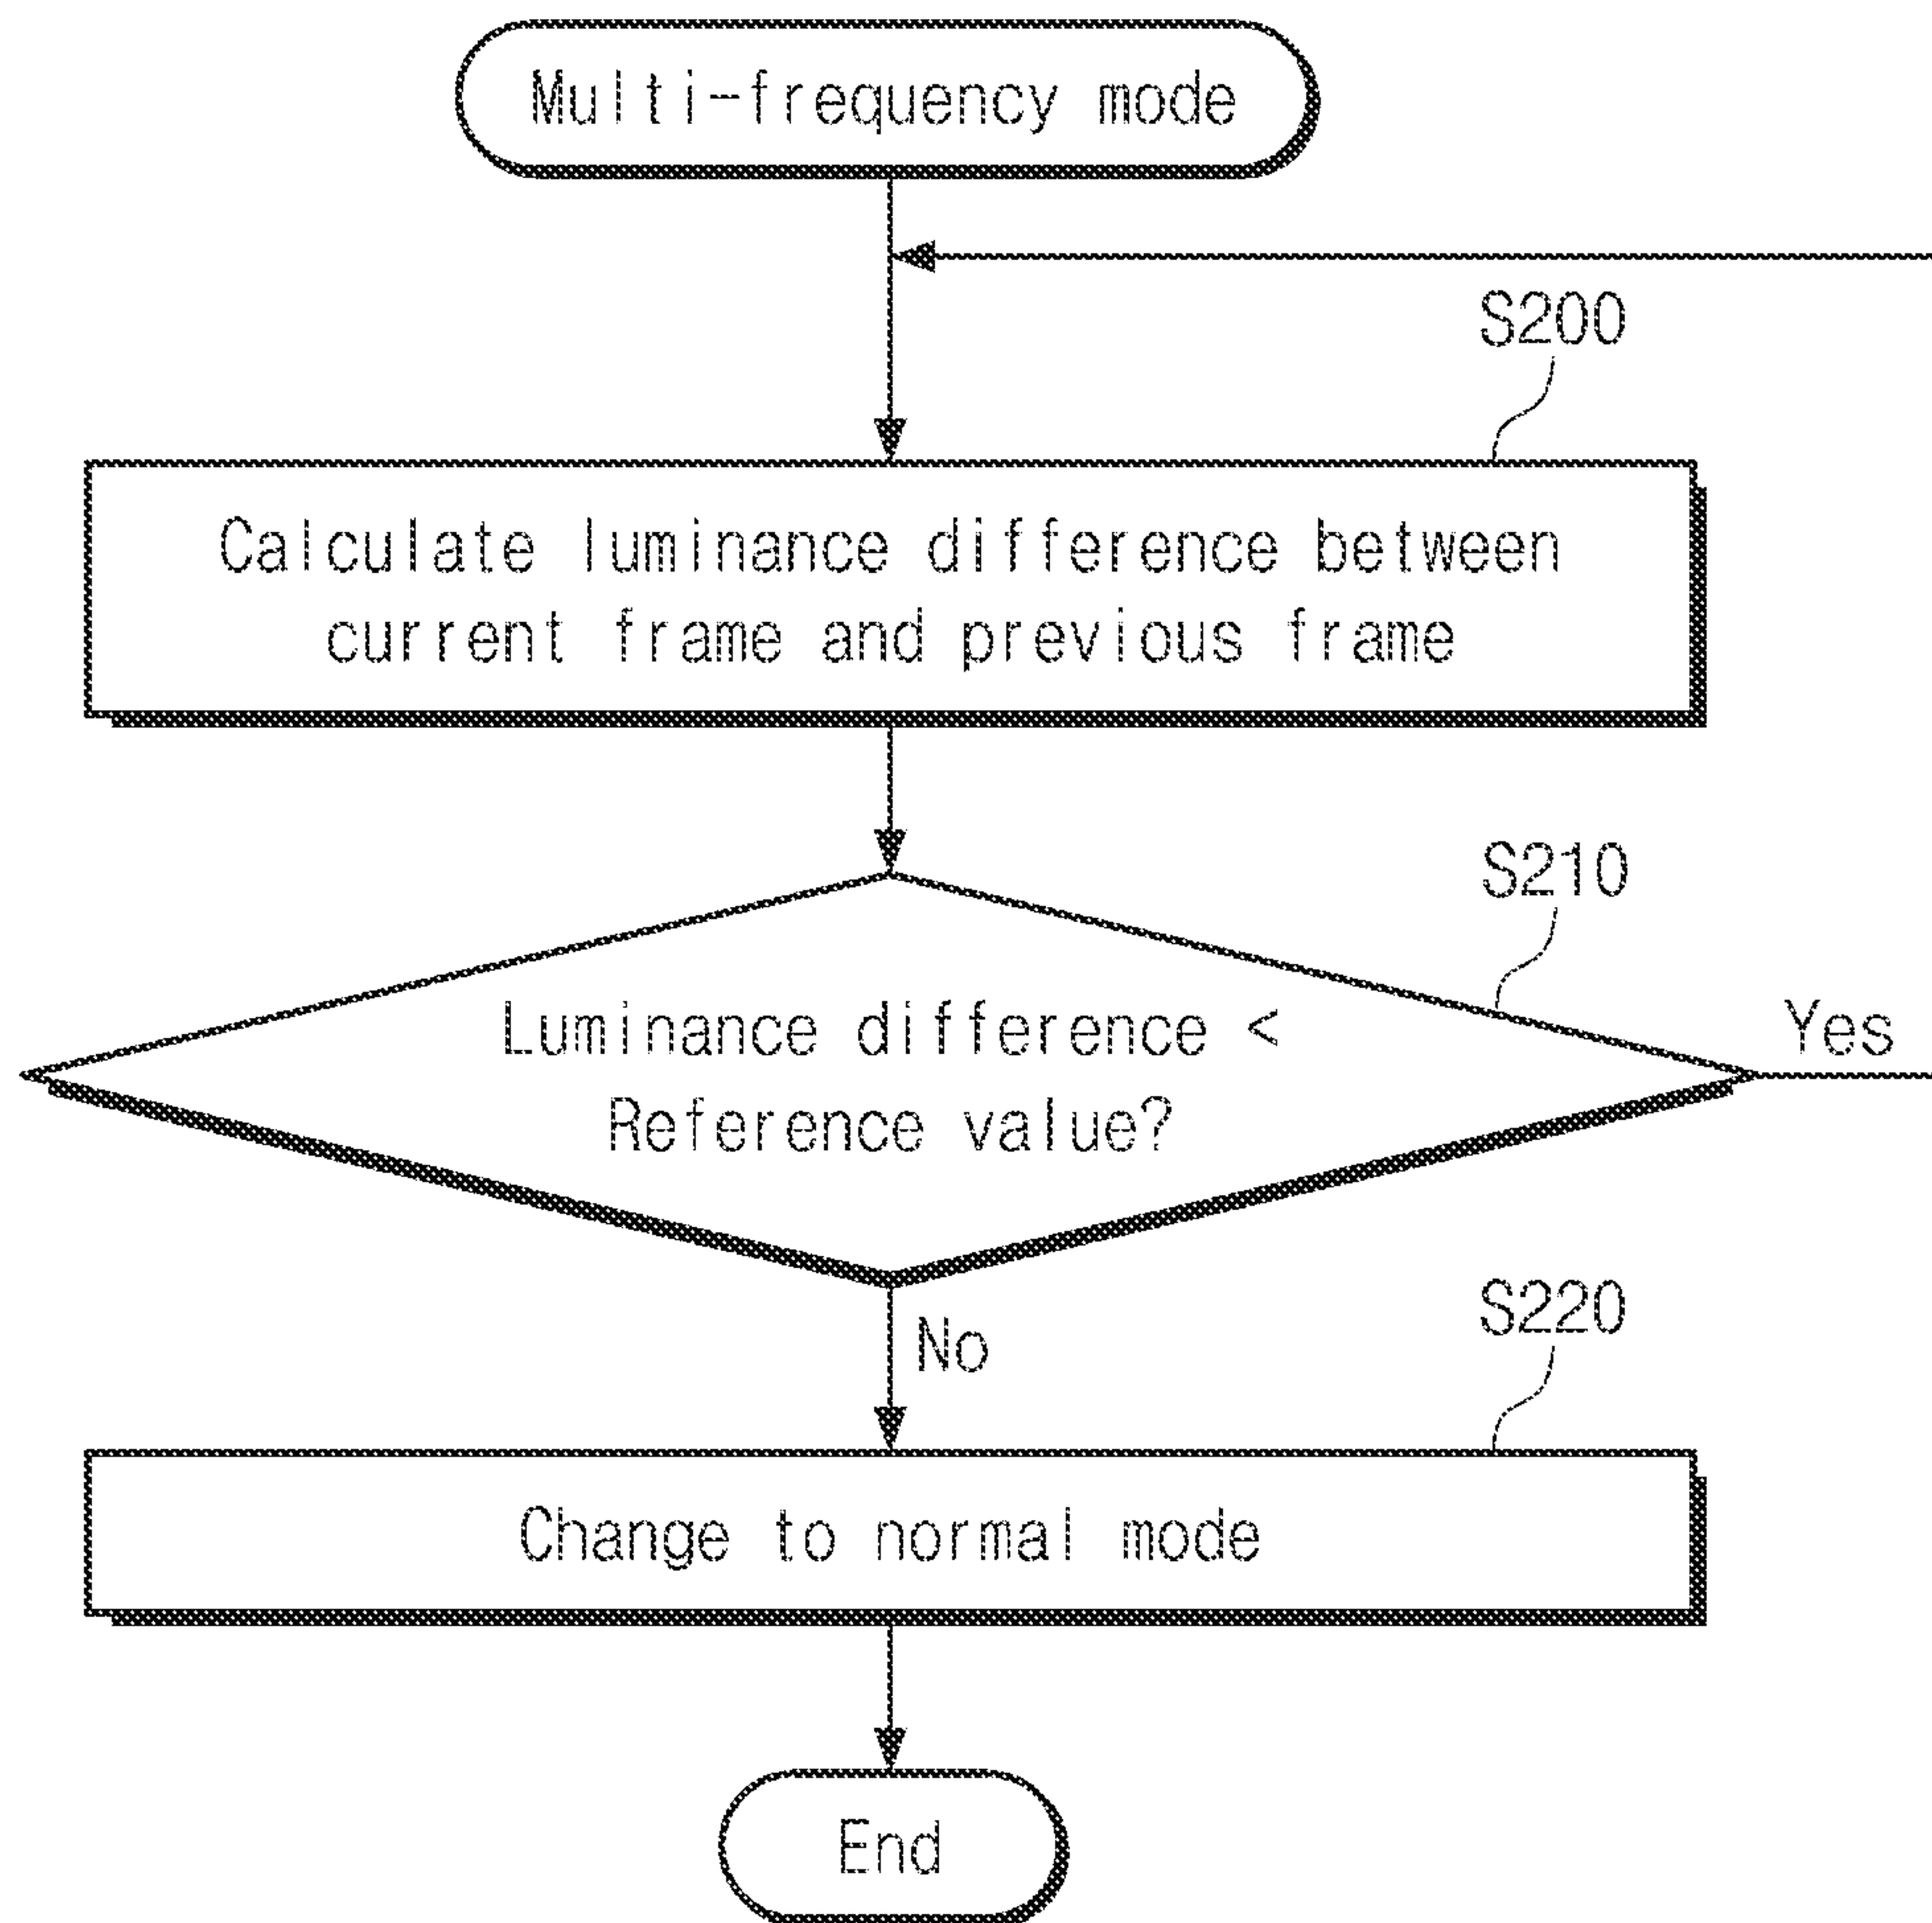 Multi-frequency mode
S200
Calculate luminance difference between
current frame and previous frame
S210
Luminance difference <
Reference value?
Yes
No
S220
Change to normal mode
End